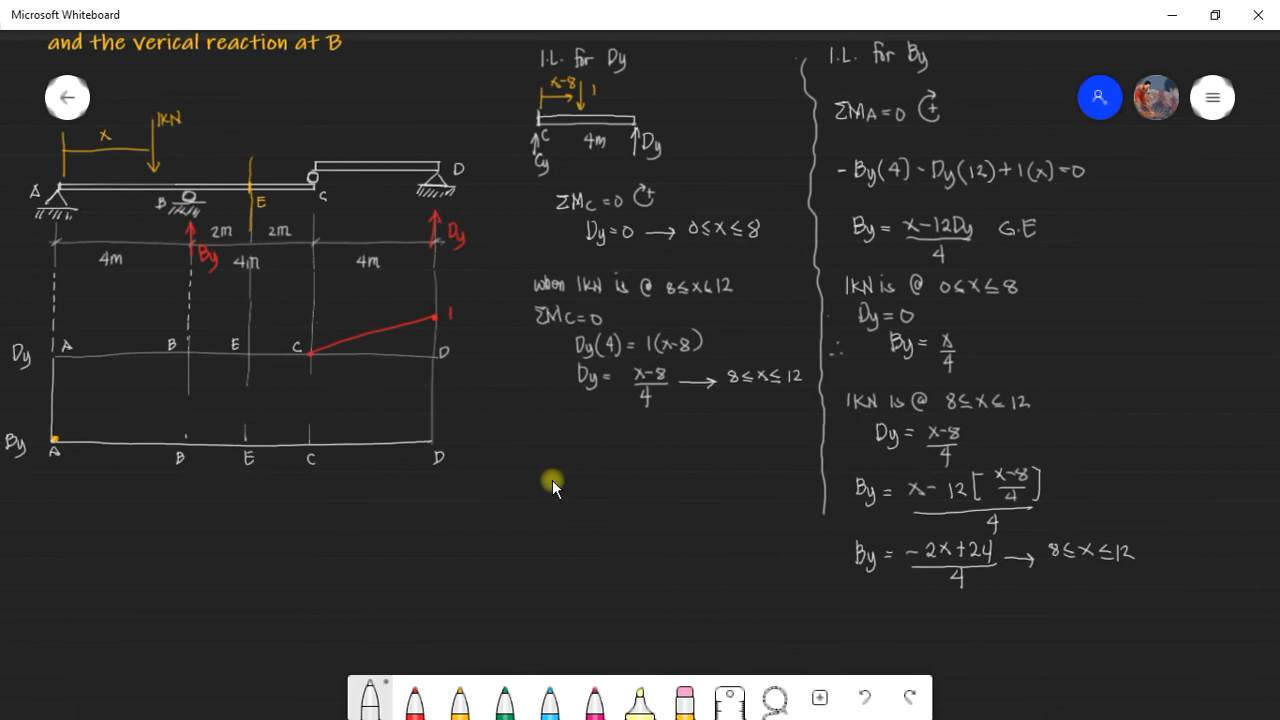 Microsoft Whiteboard
and the verical reaction at B
x
1KN
A
B
E
C
D
2m
2m
By
Dy
4m
4m
4m
1
Dy
A
B
E
C
D
By
A
B
E
C
D
I.L. for Dy
x-8
1
C
Cy
4m
Dy
ΣMc=0
+
Dy=0 → 0≤x≤8
when 1KN is @ 8≤x≤12
ΣMc=0
Dy(4) = 1(x-8)
Dy = x-8/4 → 8≤x≤12
I.L. for By
ΣMA=0 +
-By(4) - Dy(12)+1(x)=0
By = x-12Dy/4 G.E
1KN is @ 0≤x≤8
Dy=0
∴ By = x/4
1KN is @ 8≤x≤12
Dy = x-8/4
By = x-12[x-8/4]/4
By = -2x+24/4 → 8≤x≤12